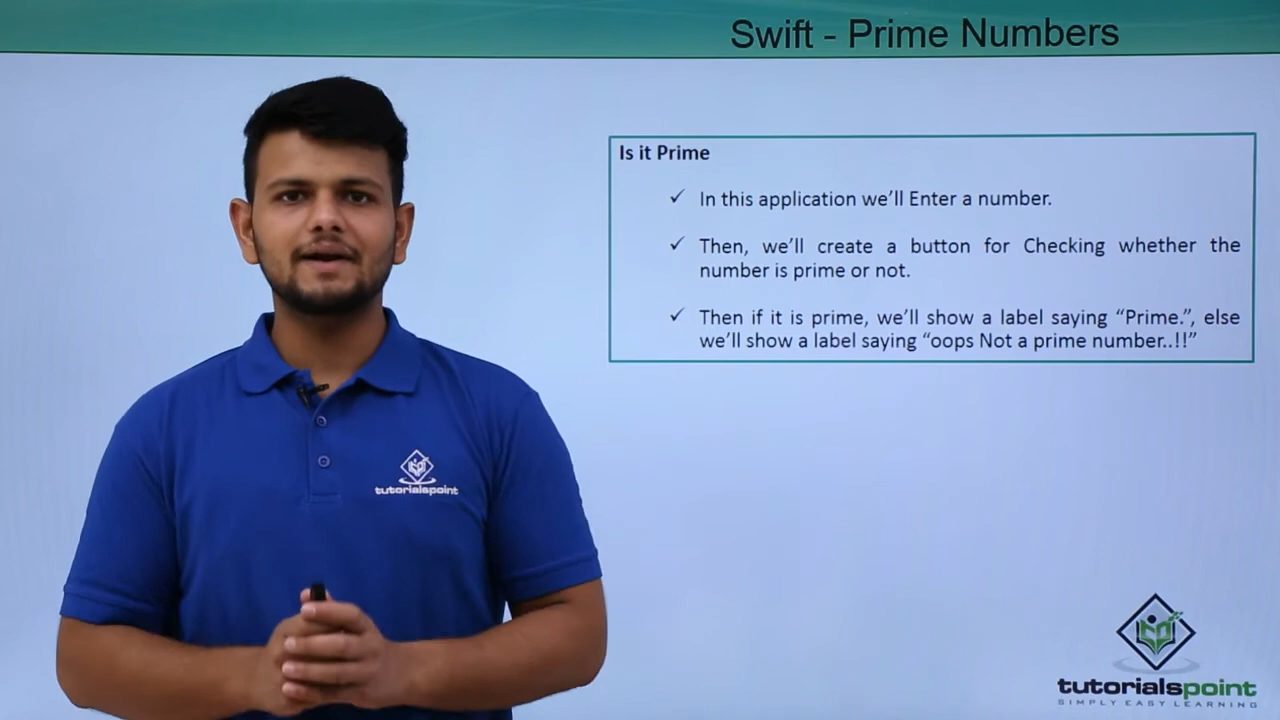 Swift - Prime Numbers
Is it Prime
✓ In this application we'll Enter a number.
✓ Then, we'll create a button for Checking whether the
number is prime or not.
✓ Then if it is prime, we'll show a label saying “Prime.”, else
we'll show a label saying “oops Not a prime number..!!”
tutorialspoint
tutorialspoint
SIMPLY EASY LEARNING